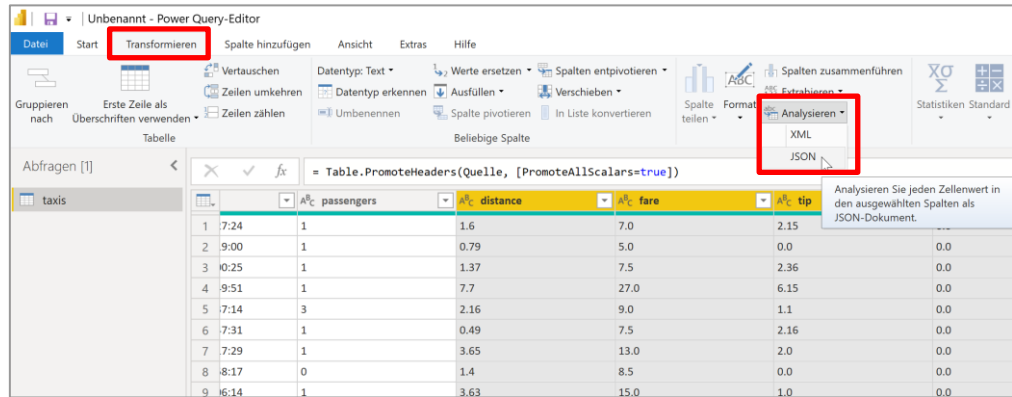 Unbenannt - Power Query-Editor
Datei Start Transformieren Spalte hinzufügen Ansicht Extras Hilfe
Gruppieren nach
Erste Zeile als Überschriften verwenden
Vertauschen
Zeilen umkehren
Zeilen zählen
Tabelle
Datentyp: Text
Datentyp erkennen
Umbenennen
Werte ersetzen
Ausfüllen
Spalte pivotieren
Spalten entpivotieren
Verschieben
In Liste konvertieren
Beliebige Spalte
Spalte teilen
ABC
Format
Spalten zusammenführen
ABC Extrahieren
Analysieren
XML
JSON
Statistiken
Standard
Analysieren Sie jeden Zellenwert in
den ausgewählten Spalten als
JSON-Dokument.
Abfragen [1]
taxis
fx = Table.PromoteHeaders(Quelle, [PromoteAllScalars=true])
ABC passengers ABC distance ABC fare ABC tip
1 7:24 1 1.6 7.0 2.15
2 9:00 1 0.79 5.0 0.0 0.0
3 0:25 1 1.37 7.5 2.36 0.0
4 9:51 1 7.7 27.0 6.15 0.0
5 7:14 3 2.16 9.0 1.1 0.0
6 7:31 1 0.49 7.5 2.16 0.0
7 7:29 1 3.65 13.0 2.0 0.0
8 8:17 0 1.4 8.5 0.0 0.0
9 6:14 1 3.63 15.0 1.0 0.0